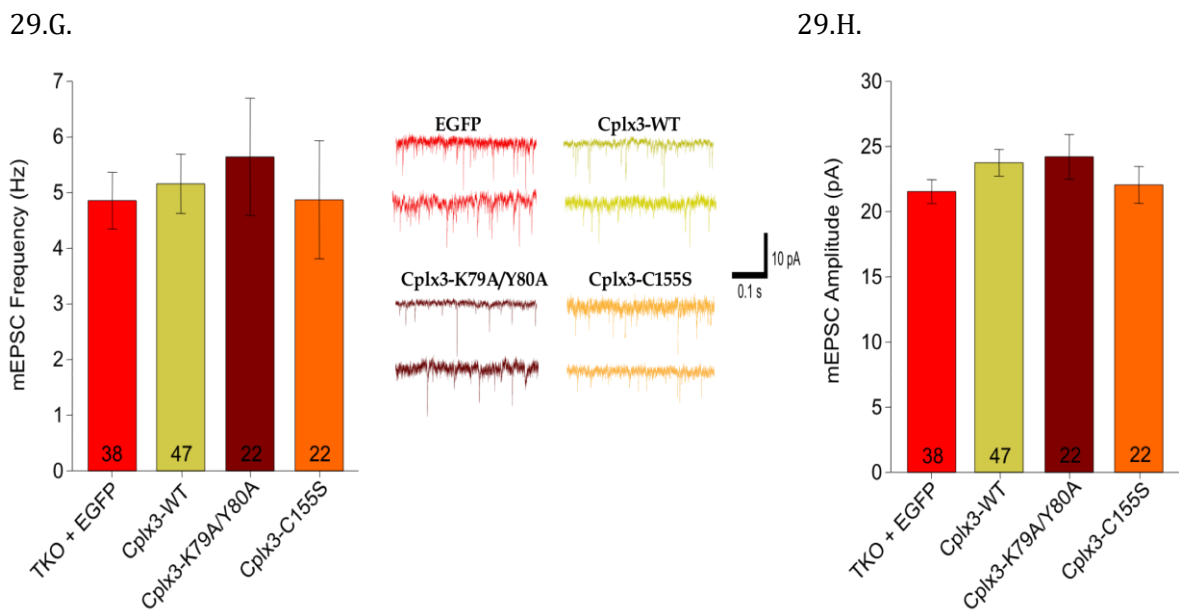 29.G.
29.H.
mEPSC Frequency (Hz)
7
6
5
4
3
2
1
0
38
47
22
22
TKO + EGFP
Cplx3-WT
Cplx3-K79A/Y80A
Cplx3-C155S
EGFP
Cplx3-WT
Cplx3-K79A/Y80A
Cplx3-C155S
10 pA
0.1 s
mEPSC Amplitude (pA)
30
25
20
15
10
5
0
38
47
22
22
TKO + EGFP
Cplx3-WT
Cplx3-K79A/Y80A
Cplx3-C155S